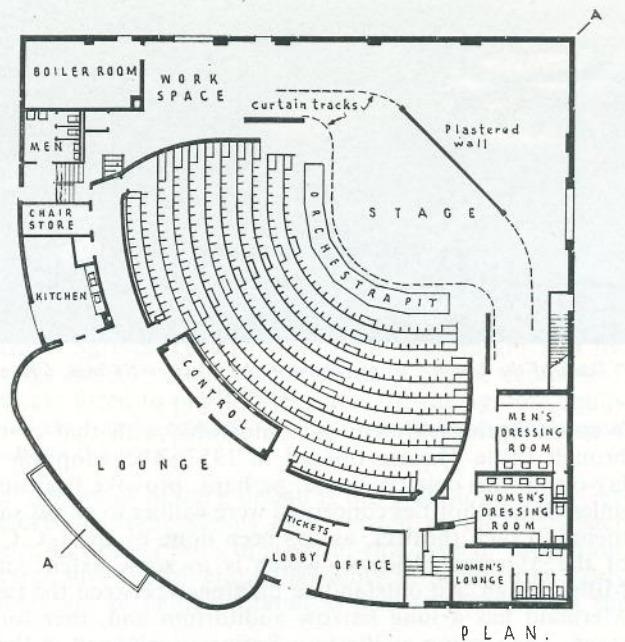 A
BOILER ROOM
WORK
SPACE
Curtain tracks
Plastered
wall
MEN
STAGE
ORCHESTRA PIT
CHAIR
STORE
KITCHEN
CONTROL
LOUNGE
MEN'S
DRESSING
ROOM
WOMEN'S
DRESSING
ROOM
TICKETS
LOBBY
OFFICE
WOMEN'S
LOUNGE
A
PLAN.